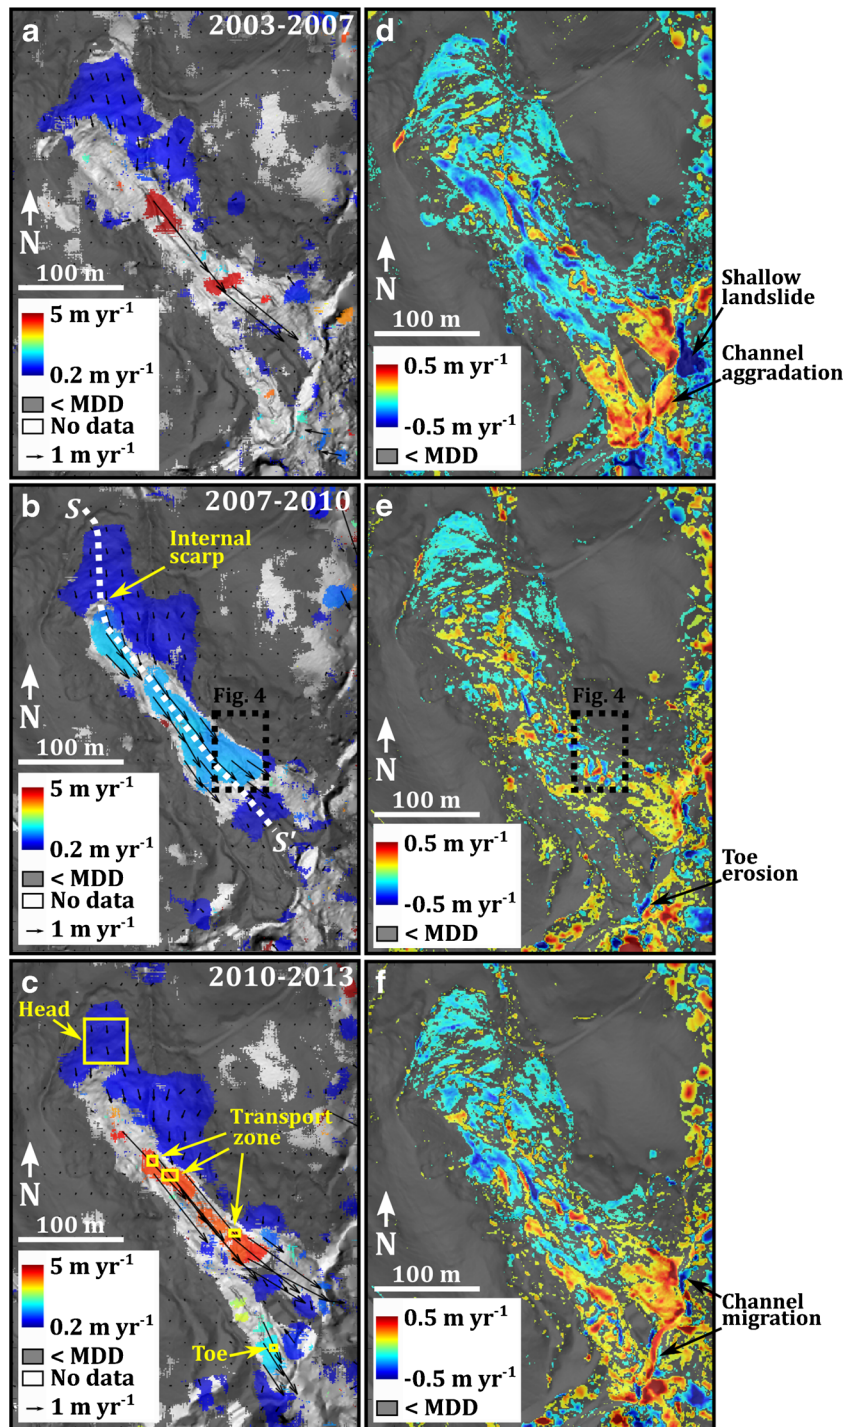 a
2003-2007
N
100 m
5 m yr-1
0.2 m yr-1
< MDD
No data
1 m yr-1
d
N
100 m
0.5 m yr-1
-0.5 m yr-1
< MDD
Shallow
landslide
Channel
aggradation
b
S
2007-2010
Internal
scarp
Fig. 4
N
100 m
S'
5 m yr-1
0.2 m yr-1
< MDD
No data
1 m yr-1
e
Fig. 4
N
100 m
0.5 m yr-1
-0.5 m yr-1
< MDD
Toe
erosion
c
2010-2013
Head
Transport
zone
N
100 m
5 m yr-1
0.2 m yr-1
Toe
< MDD
No data
1 m yr-1
f
N
100 m
0.5 m yr-1
-0.5 m yr-1
< MDD
Channel
migration